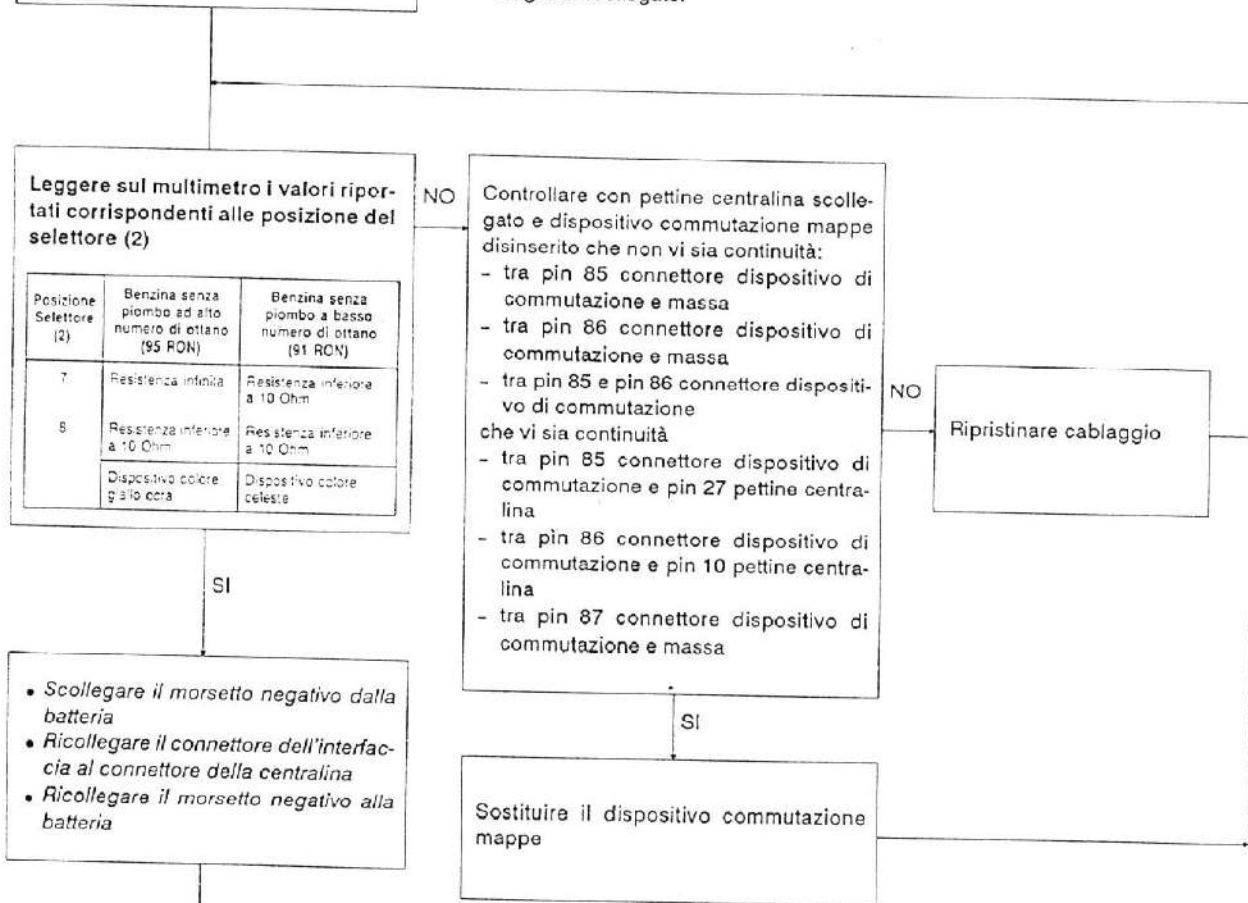 Leggere sul multimetro i valori ripor-
tati corrispondenti alle posizione del
selettore (2)
Posizione
Selettore
(2)
Benzina senza
piombo ad alto
numero di ottano
(95 RON)
Benzina senza
piombo a basso
numero di ottano
(91 RON)
7
Resistenza infinita
Resistenza inferiore
a 10 Ohm
Resistenza inferiore
a 10 Ohm
Resistenza inferiore
a 10 Ohm
Dispositivo colore
giallo ocra
Dispositivo colore
celeste
NO
Controllare con pettine centralina scolle-
gato e dispositivo commutazione mappe
disinserito che non vi sia continuità:
- tra pin 85 connettore dispositivo di
commutazione e massa
- tra pin 86 connettore dispositivo di
commutazione e massa
- tra pin 85 e pin 86 connettore dispositi-
vo di commutazione
che vi sia continuità
- tra pin 85 connettore dispositivo di
commutazione e pin 27 pettine centra-
lina
- tra pìn 86 connettore dispositivo di
commutazione e pin 10 pettine centra-
lina
- tra pin 87 connettore dispositivo di
commutazione e massa
NO
Ripristinare cablaggio
SI
• Scollegare il morsetto negativo dalla
batteria
• Ricollegare il connettore dell'interfac-
cia al connettore della centralina
• Ricollegare il morsetto negativo alla
batteria
SI
Sostituire il dispositivo commutazione
mappe